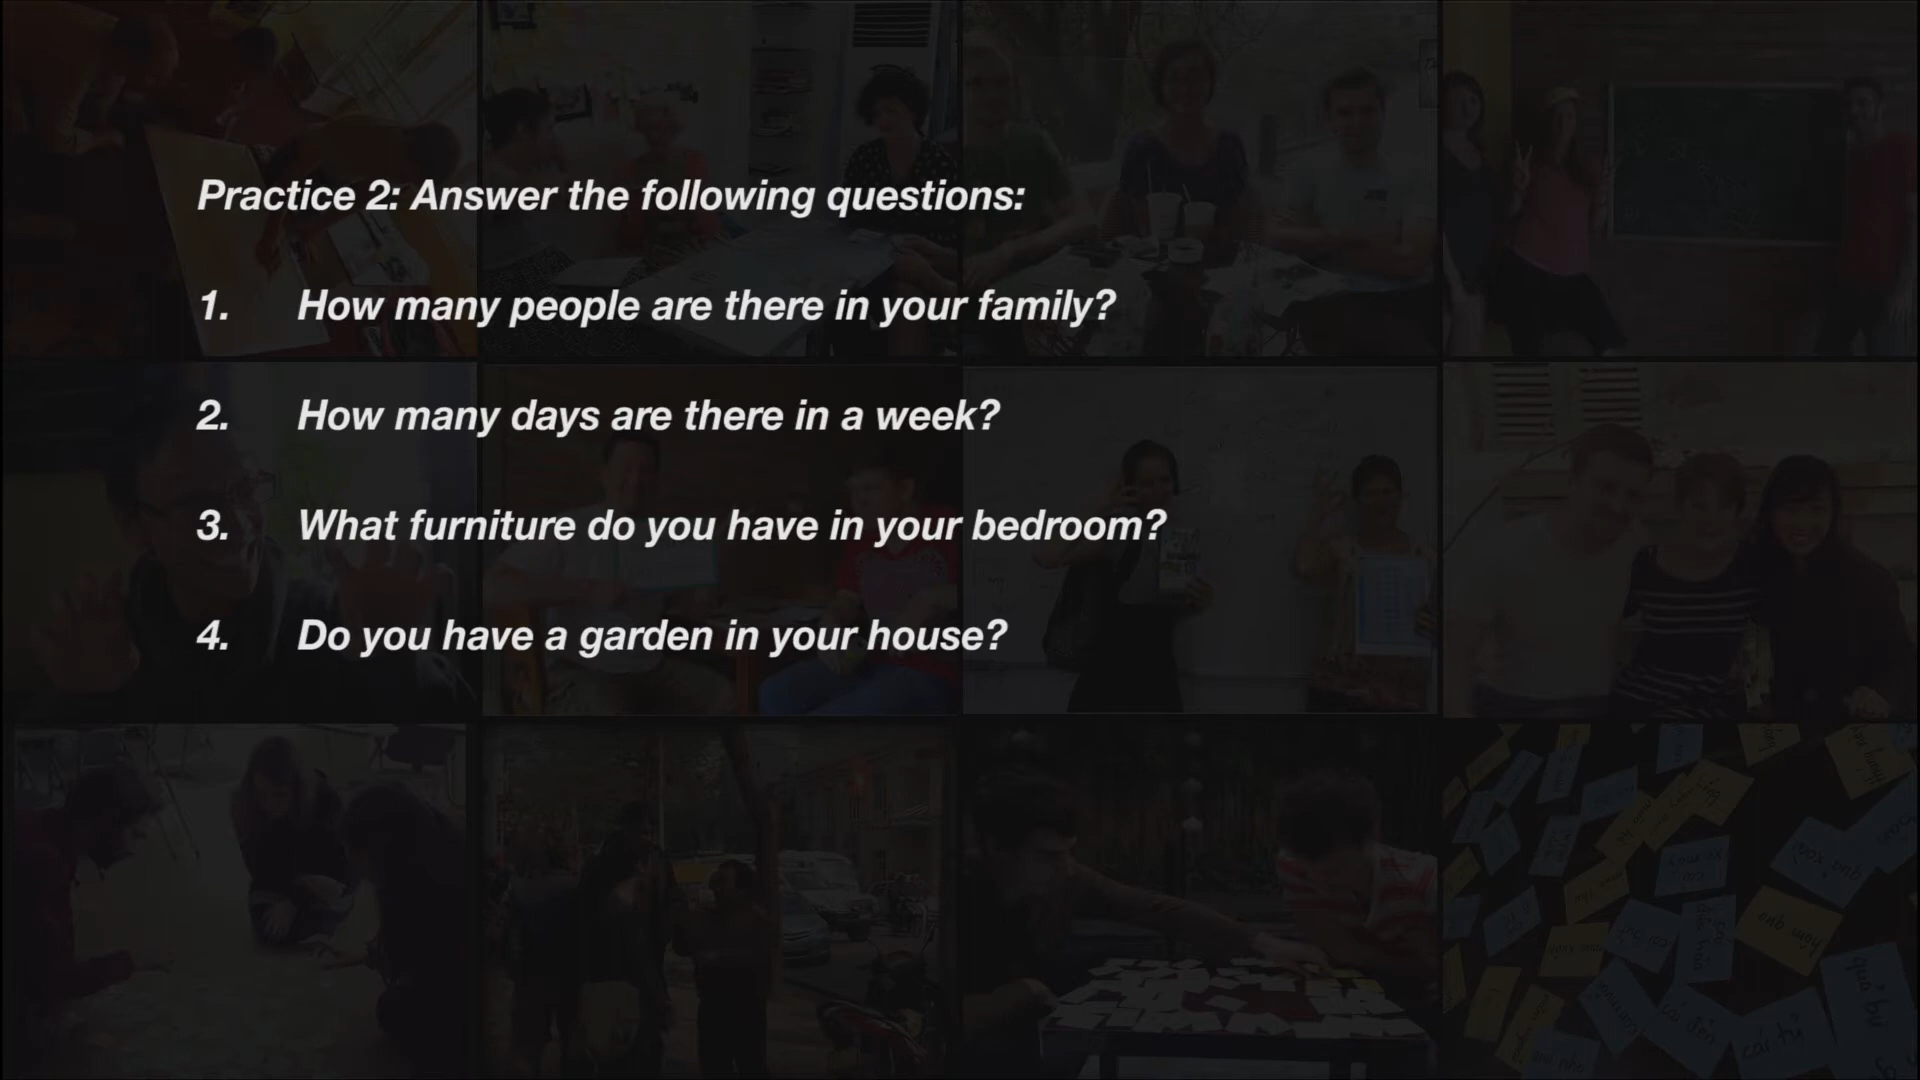 Practice 2: Answer the following questions:
1. How many people are there in your family?
2. How many days are there in a week?
3. What furniture do you have in your bedroom?
4. Do you have a garden in your house?